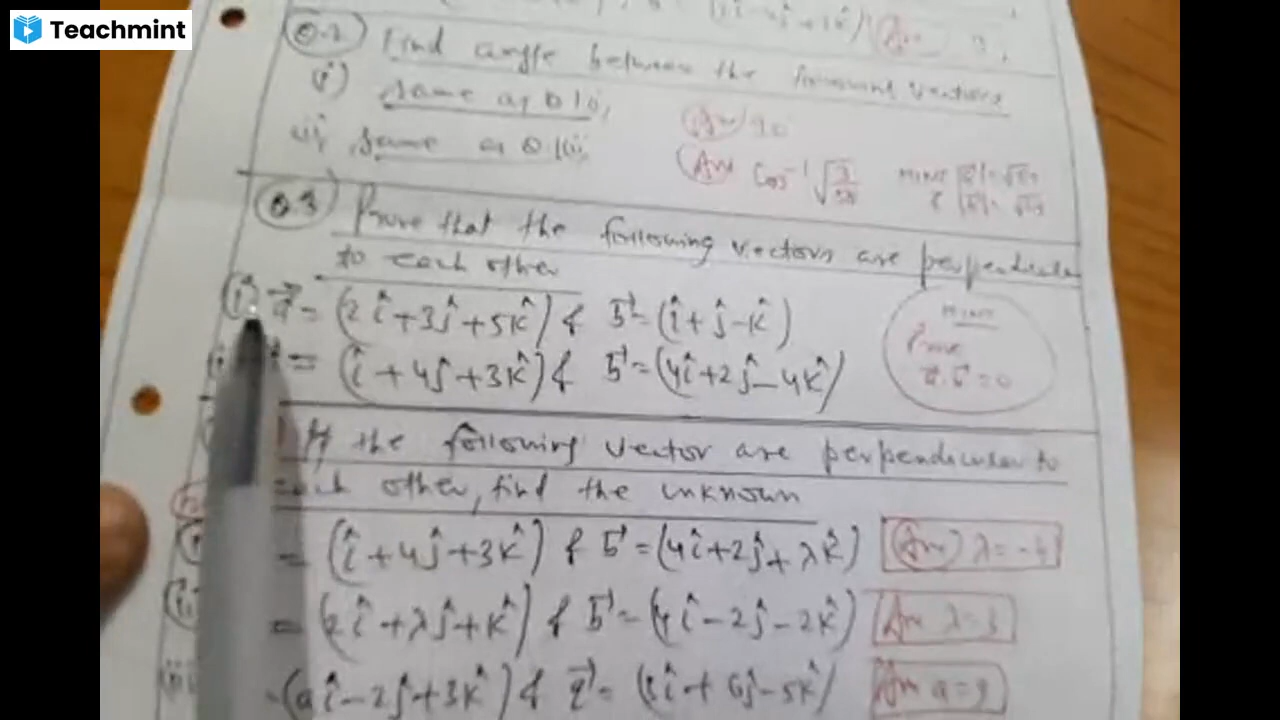 Teachmint
Q.2) Find angle between the following vectors
(i) same as Q 1(i), (Ans) 90
ii) same as Q 1(ii), (Ans) Cos⁻¹ √
Q.3) Prove that the following vectors are perpendicular
to each other
(i) a⃗ = (2î+3ĵ+5k̂) & b⃗ = (î+ĵ-k̂)
= (î+4ĵ+3k̂) & b⃗ = (4î+2ĵ-4k̂)
HINT
Prove
a⃗.b⃗ = 0
If the following vector are perpendicular to
each other, find the unknown
= (î+4ĵ+3k̂) & b⃗ = (4î+2ĵ+λk̂) (Ans) λ = -4
= (2î+λĵ+k̂) & b⃗ = (4î-2ĵ-2k̂) Ans λ = 3
= (aî-2ĵ+3k̂) & = (3î+6ĵ-5k̂) Ans a = 9